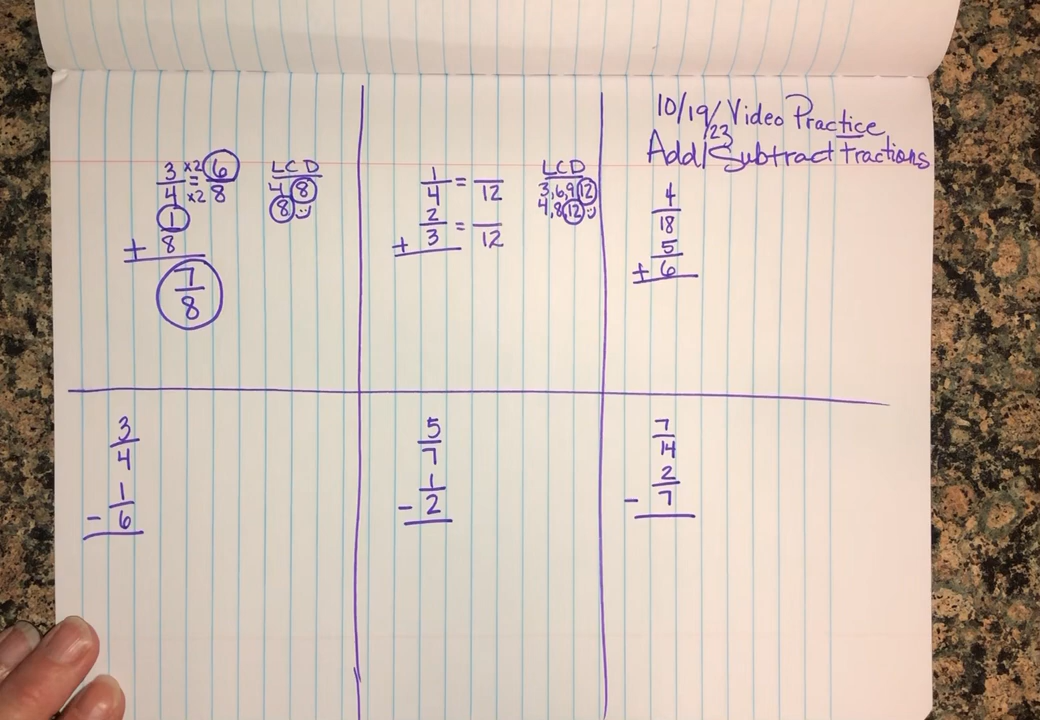 10/19/23 Video Practice
Add/Subtract Fractions
3/4 ×2 = ×2 6/8
+ 1/8
7/8
LCD
4, 8
8
1/4 = /12
+ 2/3 = /12
LCD
3, 6, 9, 12
4, 8, 12
4/18
+ 5/6
3/4
- 1/6
5/7
- 1/2
7/14
- 2/7